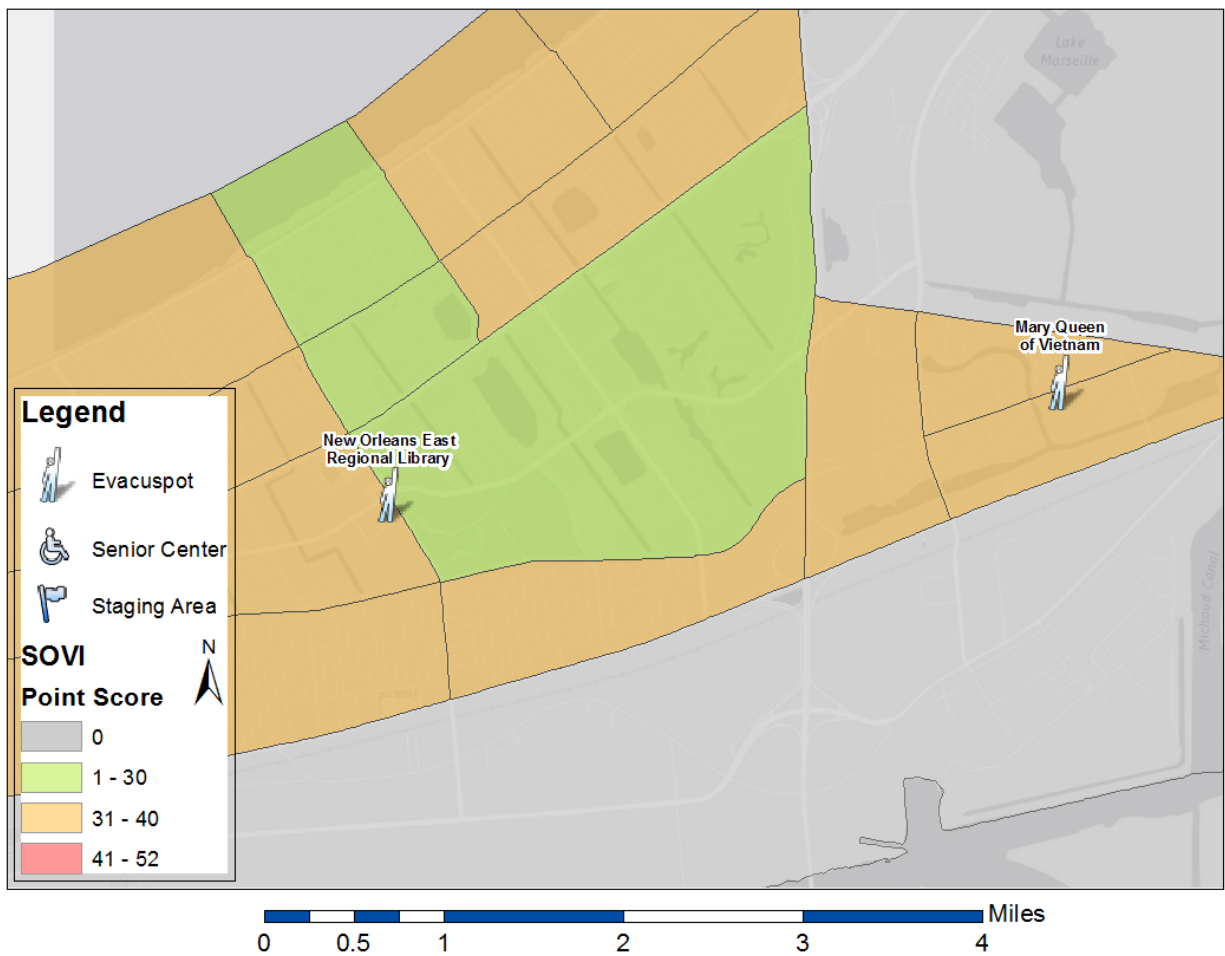 Lake
Marseille
Mary Queen
of Vietnam
New Orleans East
Regional Library
Michoud Canal
Legend
Evacuspot
Senior Center
Staging Area
SOVI
N
Point Score
0
1 - 30
31 - 40
41 - 52
Miles
0 0.5 1 2 3 4